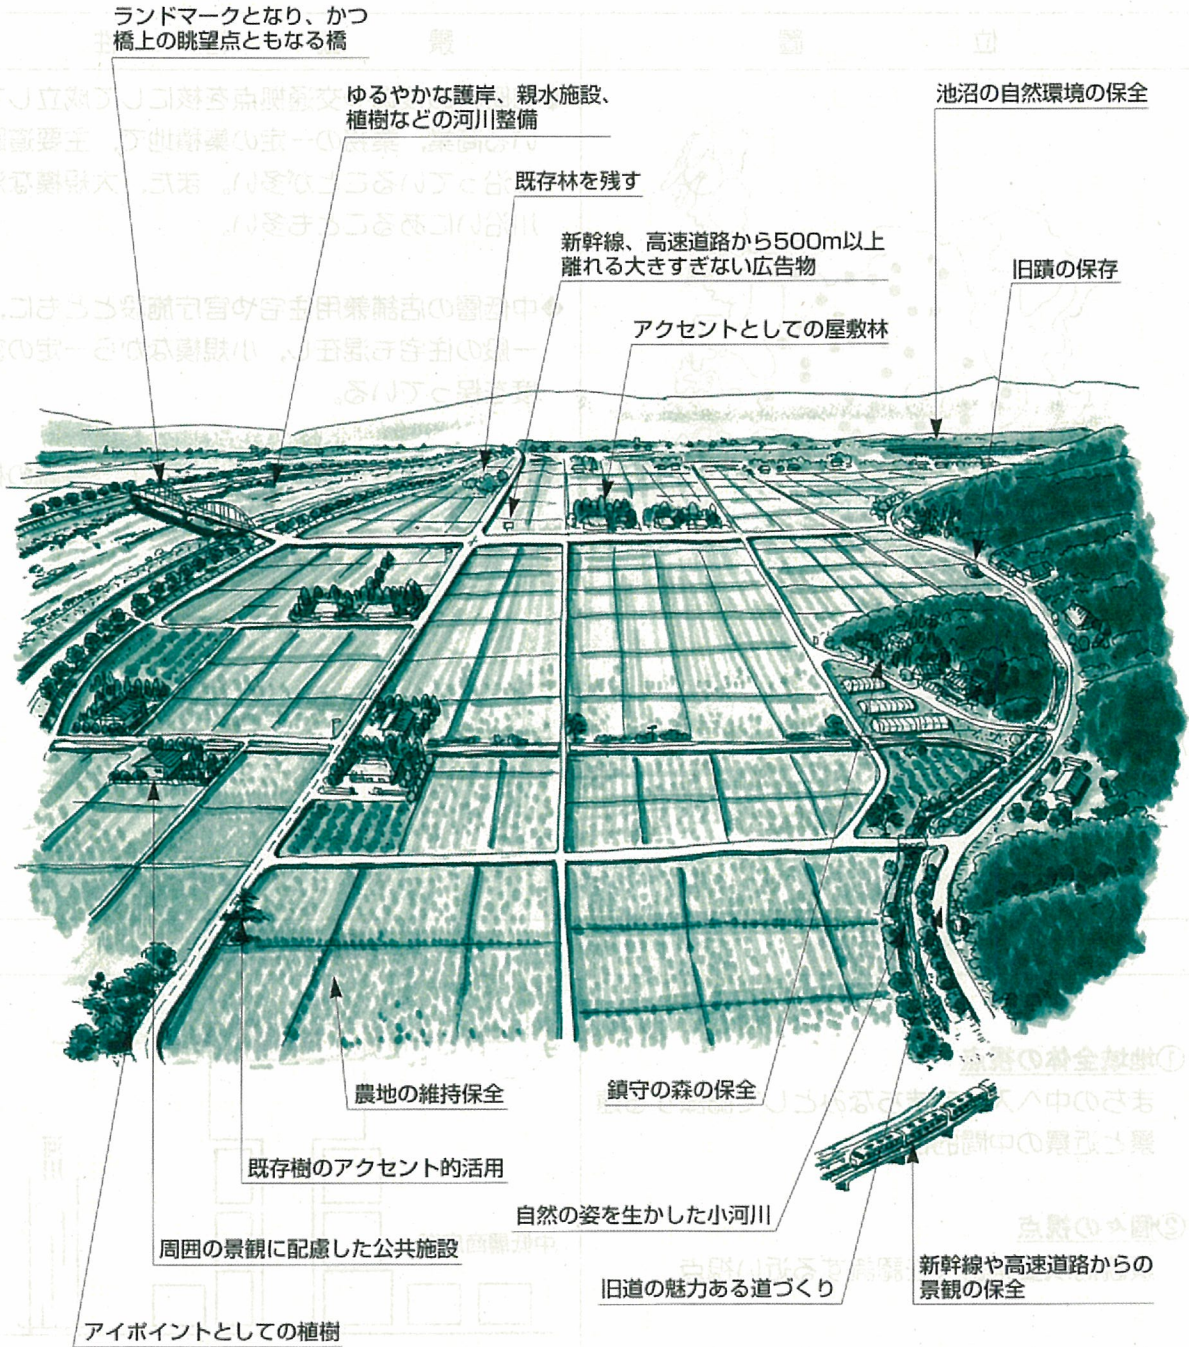 ランドマークとなり、かつ
橋上の眺望点ともなる橋
ゆるやかな護岸、親水施設、
植樹などの河川整備
池沼の自然環境の保全
既存林を残す
新幹線、高速道路から500m以上
離れる大きすぎない広告物
旧蹟の保存
アクセントとしての屋敷林
農地の維持保全
鎮守の森の保全
既存樹のアクセント的活用
自然の姿を生かした小河川
周囲の景観に配慮した公共施設
旧道の魅力ある道づくり
新幹線や高速道路からの
景観の保全
アイポイントとしての植樹